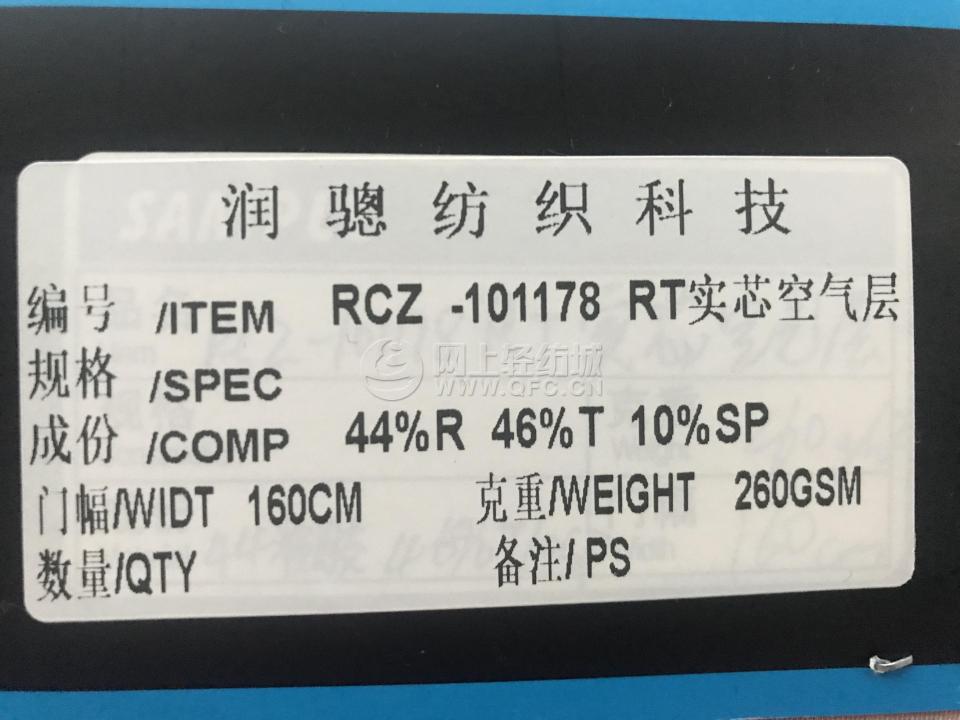 润骢纺织科技
编号 /ITEM RCZ -101178 RT实芯空气层
规格 /SPEC
网上轻纺城
WWW.QFC.CN
成份 /COMP 44%R 46%T 10%SP
门幅/WIDT 160CM 克重/WEIGHT 260GSM
数量/QTY 备注/ PS